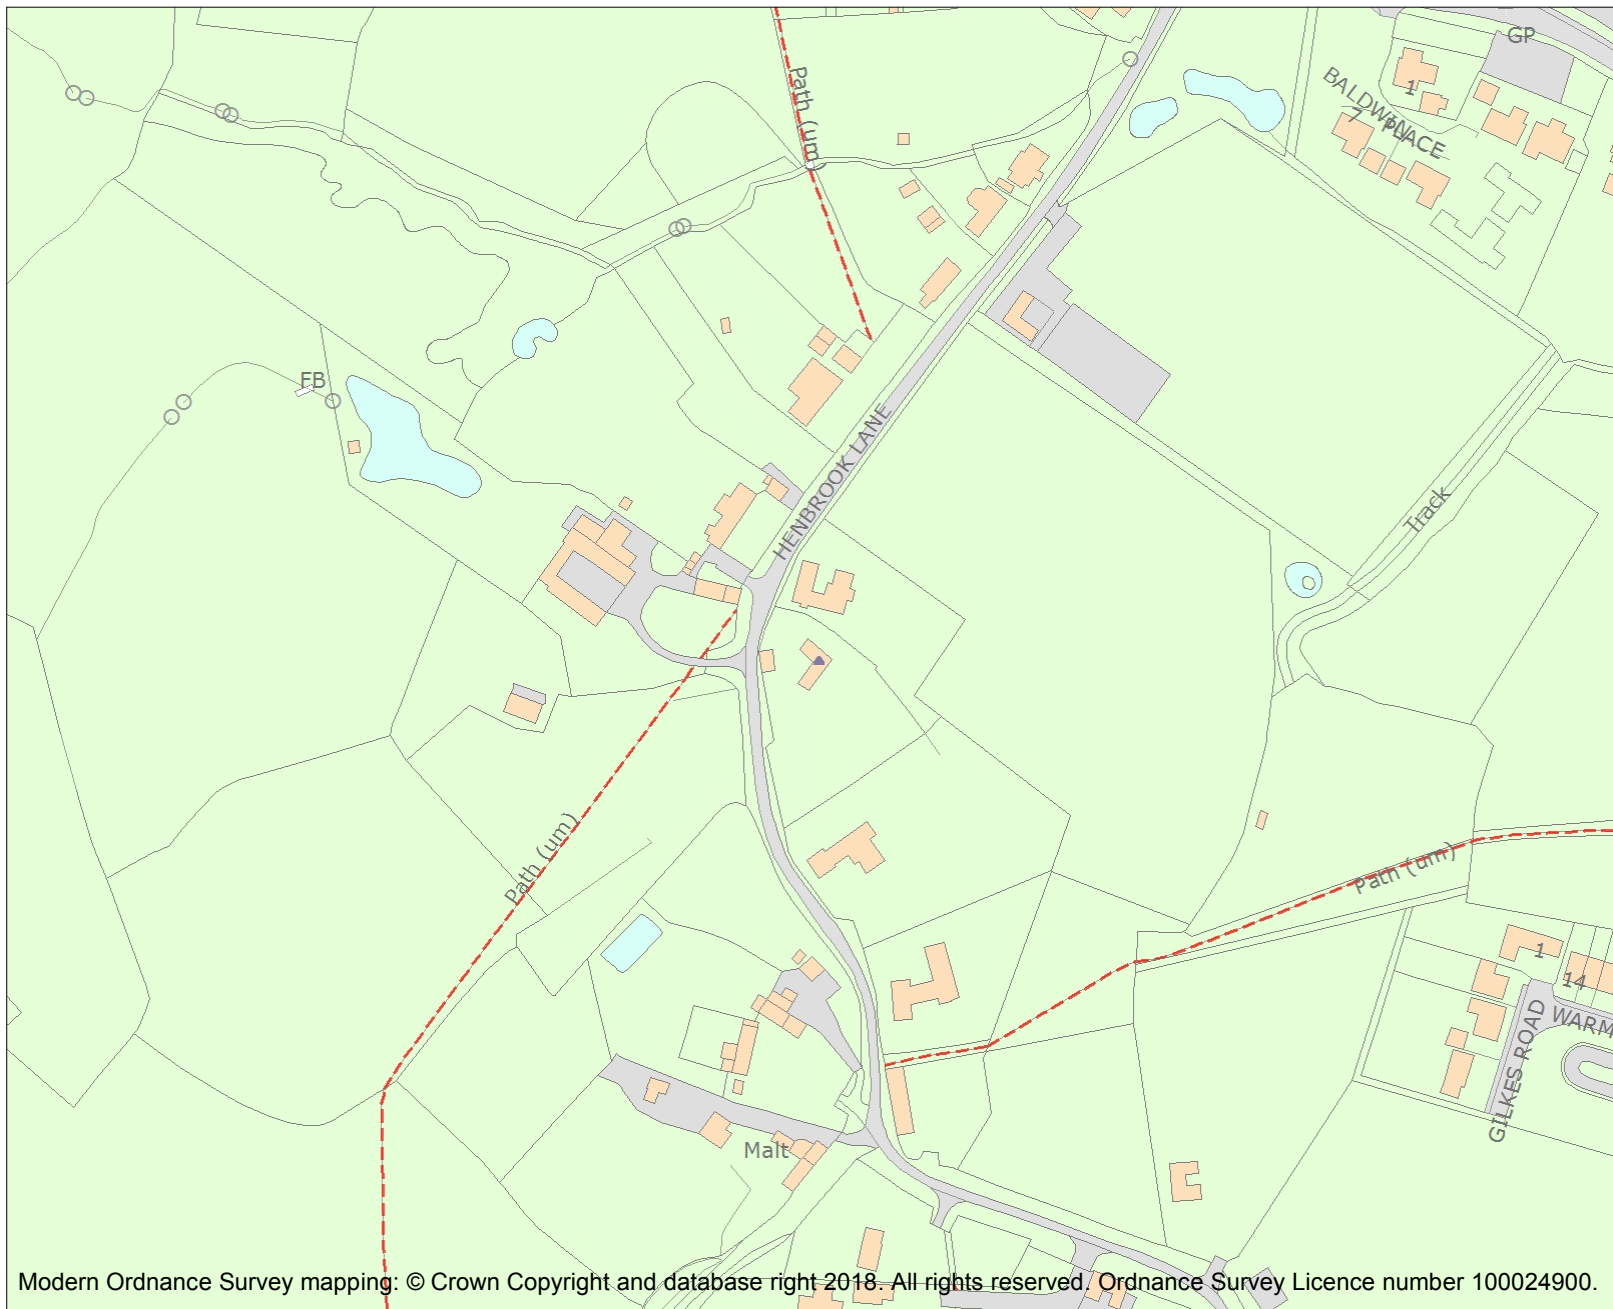 GP
Path (um)
1
BALDWIN
7 PLACE
FB
HENBROOK LANE
Track
Path (um)
Path (um)
1
14
WARM
GILKES ROAD
Malt
Modern Ordnance Survey mapping: © Crown Copyright and database right 2018. All rights reserved. Ordnance Survey Licence number 100024900.